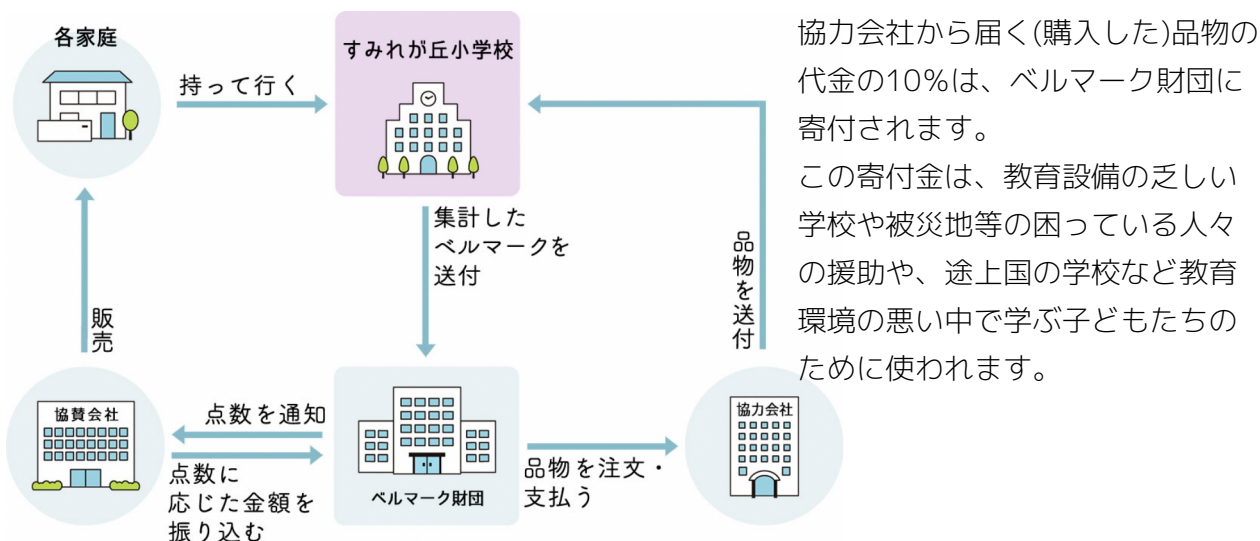 各家庭
持って行く
すみれが丘小学校
集計した
ベルマークを
送付
品物を送付
販売
協賛会社
点数を通知
点数に
応じた金額を
振り込む
ベルマーク財団
品物を注文・
支払う
協力会社
協力会社から届く(購入した)品物の
代金の10%は、ベルマーク財団に
寄付されます。
この寄付金は、教育設備の乏しい
学校や被災地等の困っている人々
の援助や、途上国の学校など教育
環境の悪い中で学ぶ子どもたちの
ために使われます。